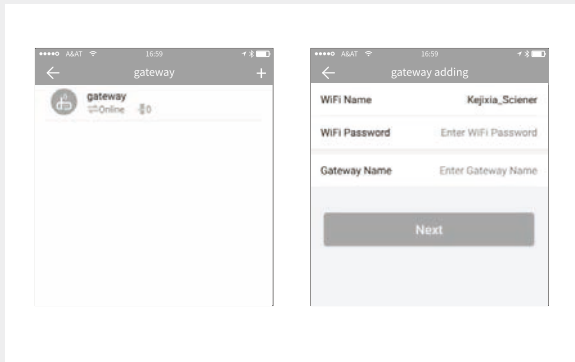 ●●●●○ A&AT 16:59
gateway +
gateway
Online 0
●●●●○ A&AT 16:59
gateway adding
WiFi Name Kejixia_Sciener
WiFi Password Enter WiFi Password
Gateway Name Enter Gateway Name
Next